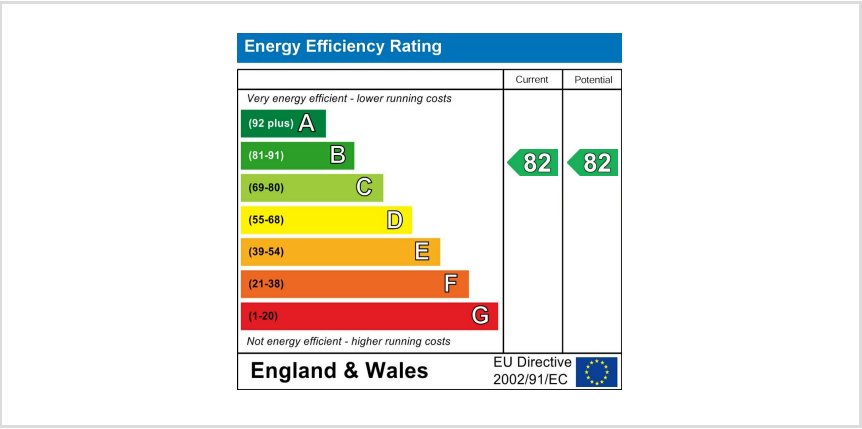 Energy Efficiency Rating
Current Potential
Very energy efficient - lower running costs
(92 plus) A
(81-91) B
82 82
(69-80) C
(55-68) D
(39-54) E
(21-38) F
(1-20) G
Not energy efficient - higher running costs
England & Wales
EU Directive
2002/91/EC